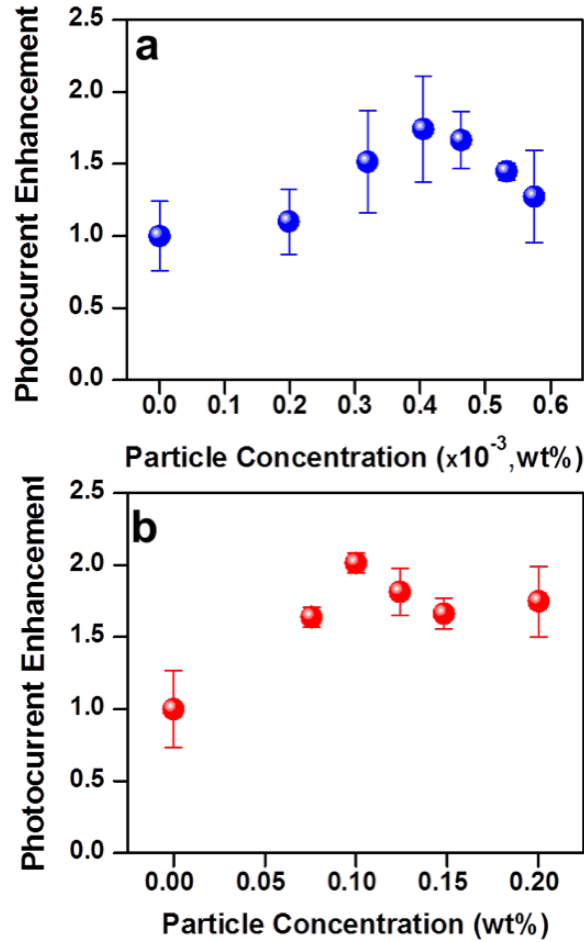 a
Photocurrent Enhancement
2.5
2.0
1.5
1.0
0.5
0.0
0.0 0.1 0.2 0.3 0.4 0.5 0.6
Particle Concentration (x10⁻³,wt%)
b
Photocurrent Enhancement
2.5
2.0
1.5
1.0
0.5
0.0
0.00 0.05 0.10 0.15 0.20
Particle Concentration (wt%)